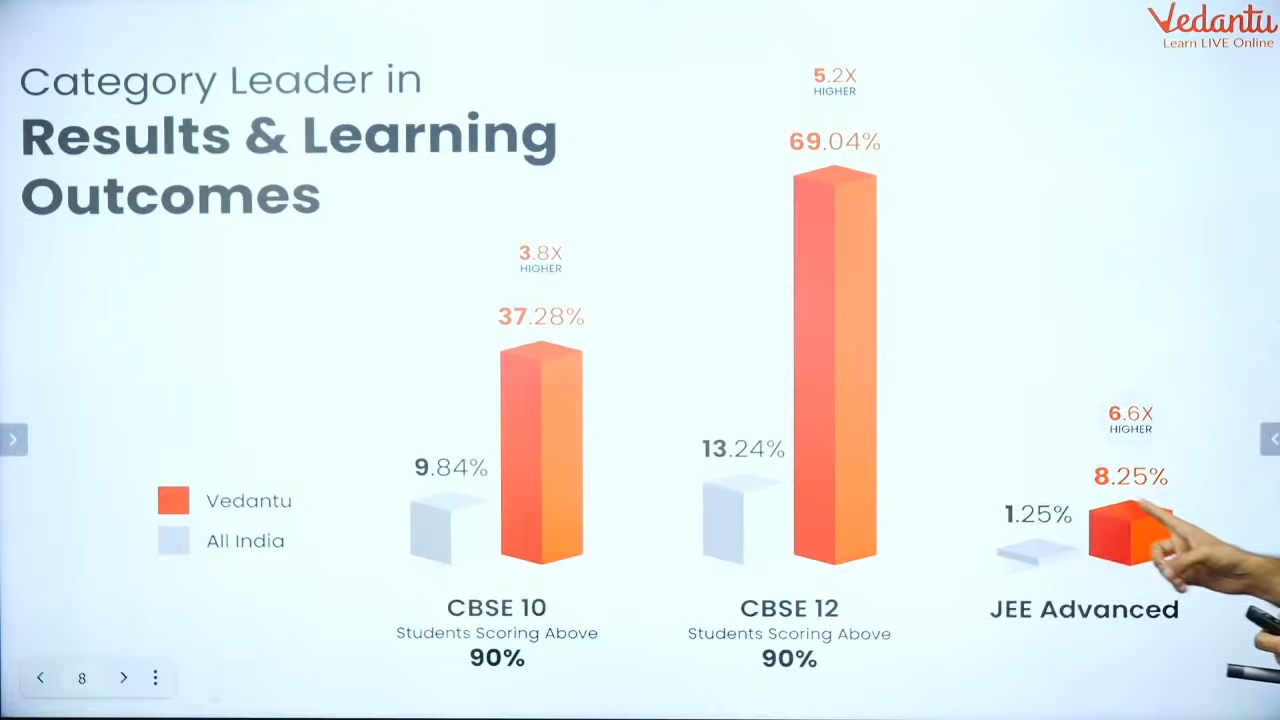 Vedantu
Learn LIVE Online
Category Leader in
Results & Learning
Outcomes
5.2X
HIGHER
69.04%
3.8X
HIGHER
37.28%
9.84%
13.24%
6.6X
HIGHER
8.25%
1.25%
Vedantu
All India
CBSE 10
Students Scoring Above
90%
CBSE 12
Students Scoring Above
90%
JEE Advanced
8